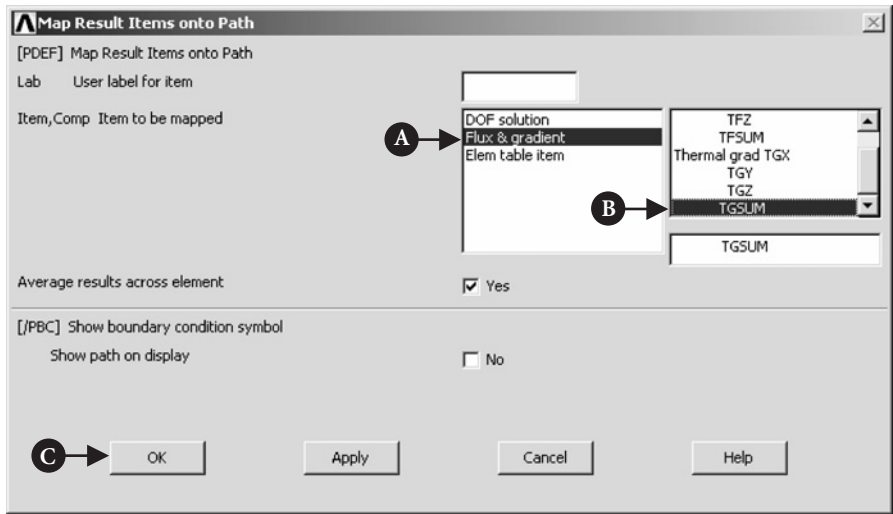 Map Result Items onto Path
[PDEF] Map Result Items onto Path
Lab User label for item
Item,Comp Item to be mapped
DOF solution
Flux & gradient
Elem table item
TFZ
TFSUM
Thermal grad TGX
TGY
TGZ
TGSUM
TGSUM
A
B
Average results across element
Yes
[/PBC] Show boundary condition symbol
Show path on display
No
C
OK
Apply
Cancel
Help